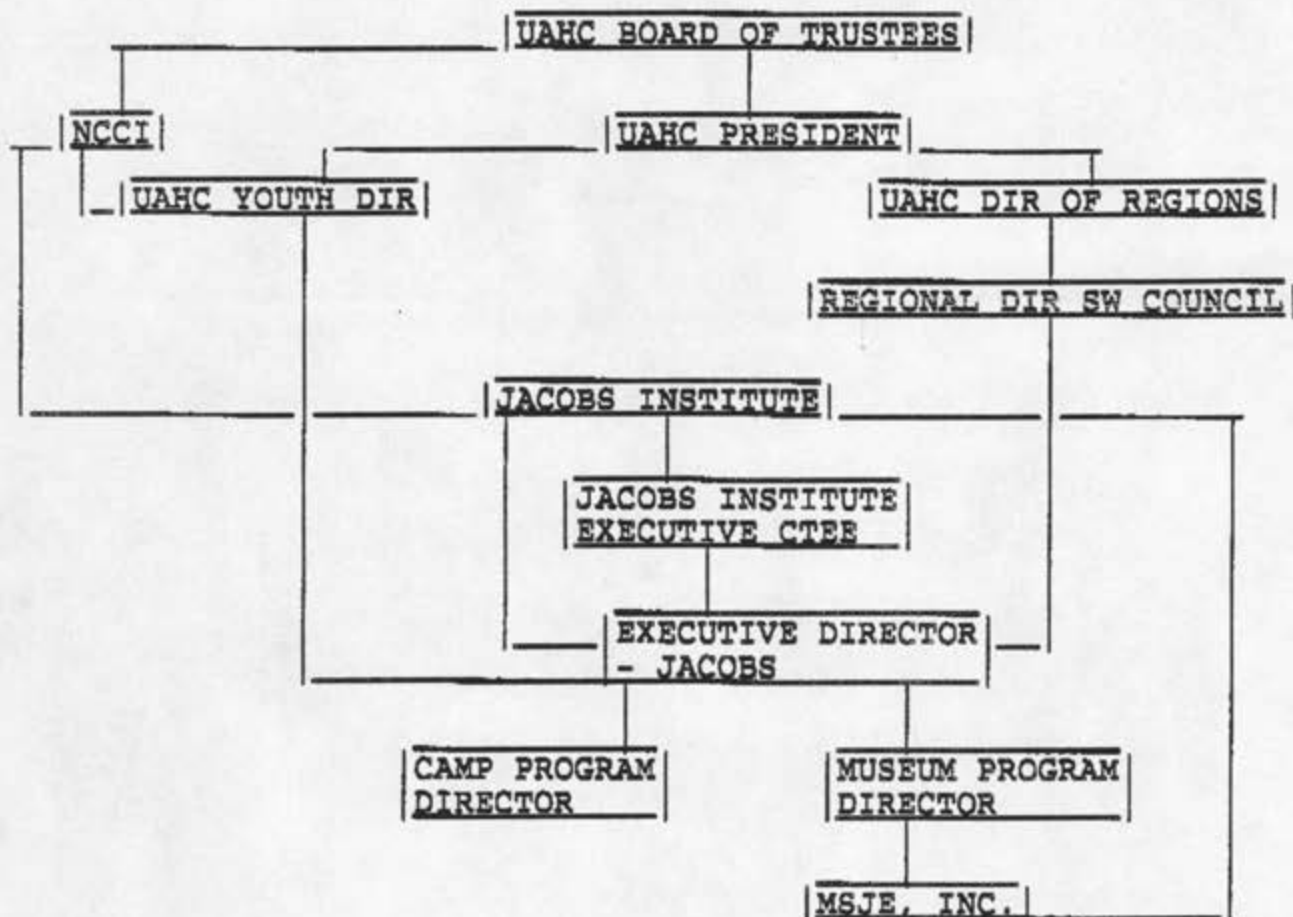 UAHC BOARD OF TRUSTEES
NCCI
UAHC PRESIDENT
UAHC YOUTH DIR
UAHC DIR OF REGIONS
REGIONAL DIR SW COUNCIL
JACOBS INSTITUTE
JACOBS INSTITUTE
EXECUTIVE CTEE
EXECUTIVE DIRECTOR
- JACOBS
CAMP PROGRAM
DIRECTOR
MUSEUM PROGRAM
DIRECTOR
MSJE, INC.